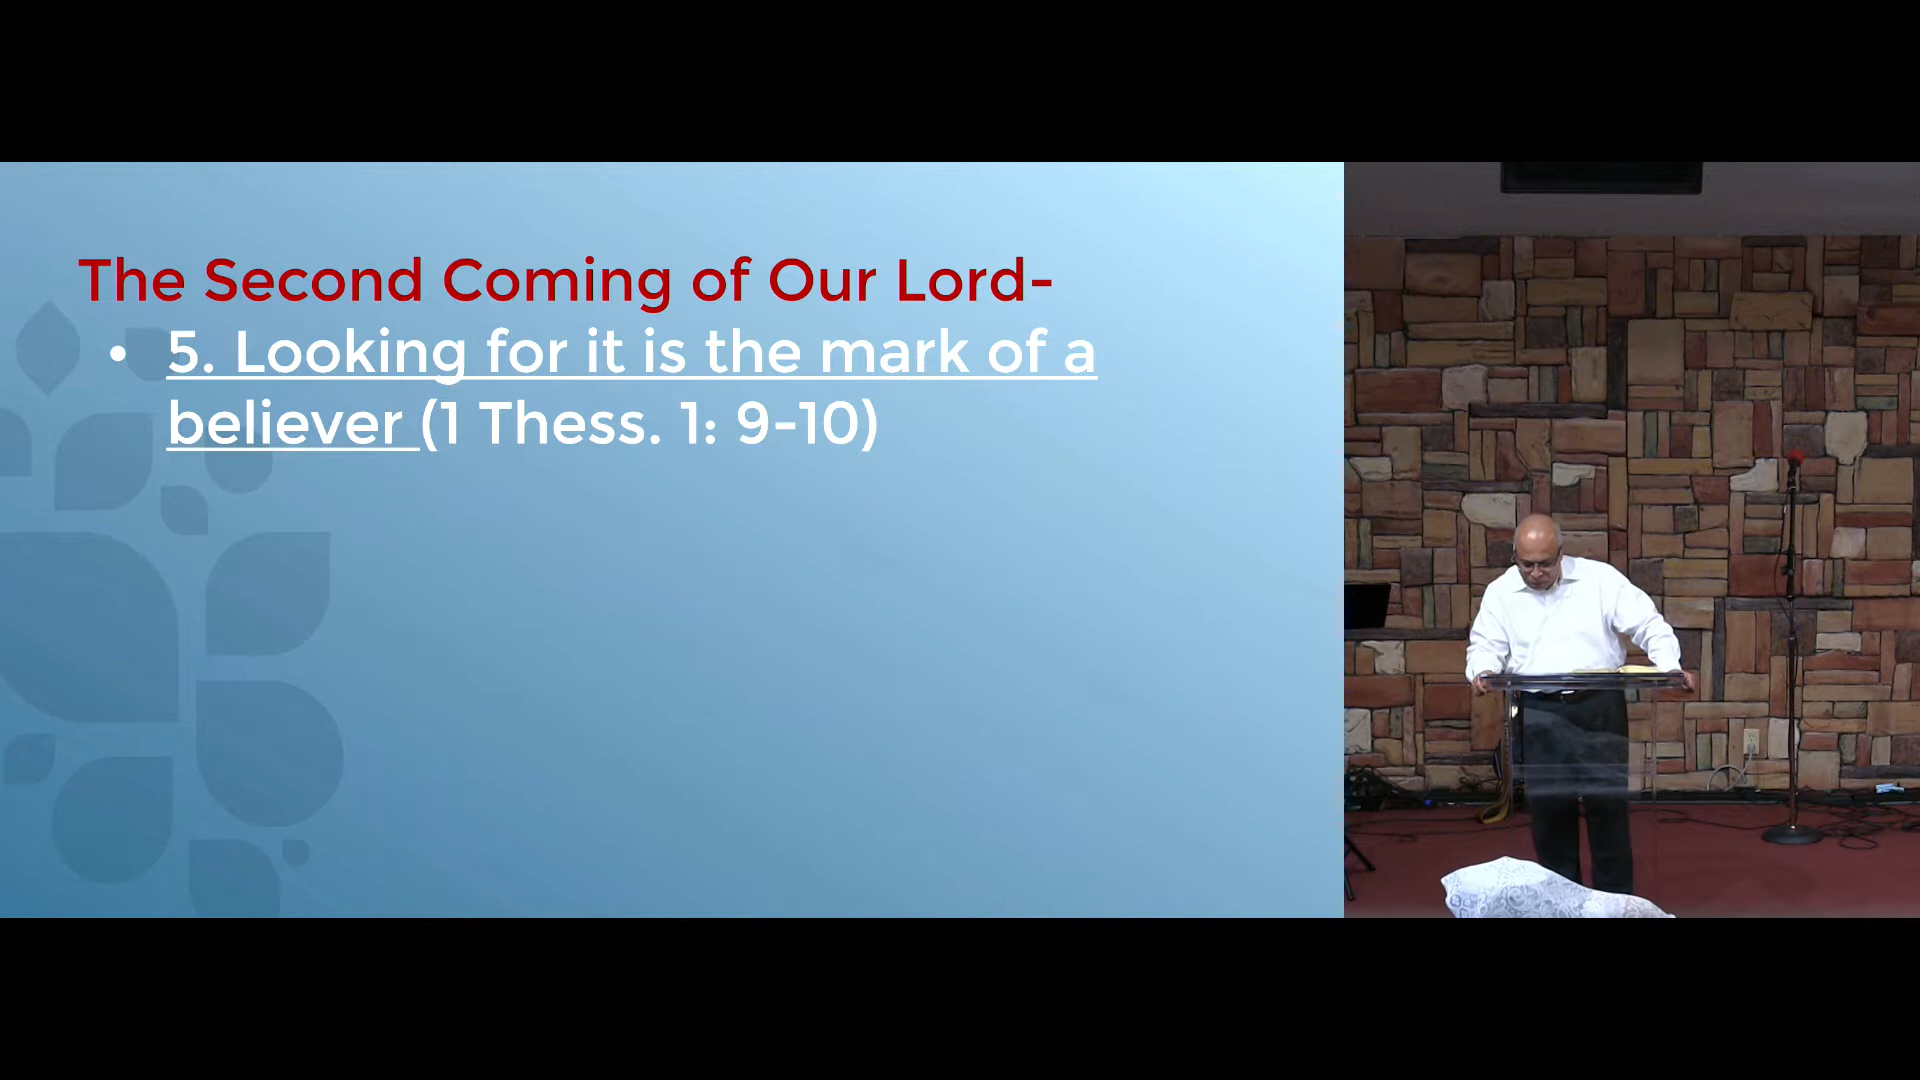 The Second Coming of Our Lord-
• 5. Looking for it is the mark of a
believer (1 Thess. 1: 9-10)